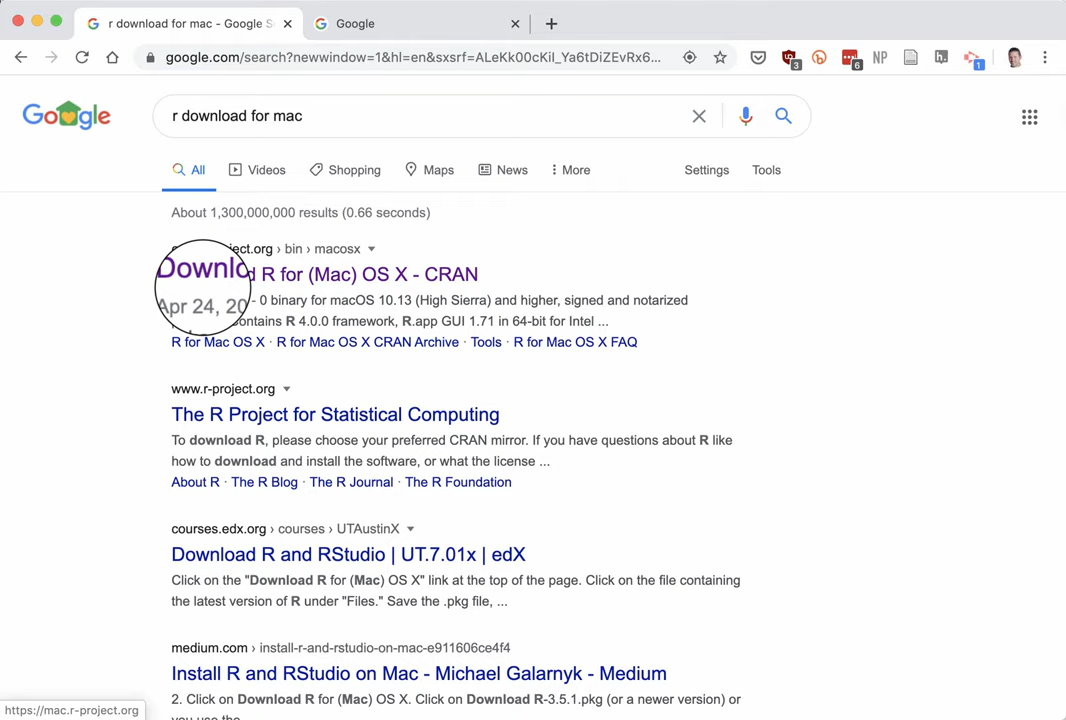 r download for mac - Google S
Google
google.com/search?newwindow=1&hl=en&sxsrf=ALeKk00cKiI_Ya6tDiZEvRx6...
3
6
NP
1
Google
r download for mac
All
Videos
Shopping
Maps
News
More
Settings
Tools
About 1,300,000,000 results (0.66 seconds)
ject.org › bin › macosx
Downlo d R for (Mac) OS X - CRAN
Apr 24, 20 - 0 binary for macOS 10.13 (High Sierra) and higher, signed and notarized
ontains R 4.0.0 framework, R.app GUI 1.71 in 64-bit for Intel ...
R for Mac OS X · R for Mac OS X CRAN Archive · Tools · R for Mac OS X FAQ
www.r-project.org
The R Project for Statistical Computing
To download R, please choose your preferred CRAN mirror. If you have questions about R like
how to download and install the software, or what the license ...
About R · The R Blog · The R Journal · The R Foundation
courses.edx.org › courses › UTAustinX
Download R and RStudio | UT.7.01x | edX
Click on the "Download R for (Mac) OS X" link at the top of the page. Click on the file containing
the latest version of R under "Files." Save the .pkg file, ...
medium.com › install-r-and-rstudio-on-mac-e911606ce4f4
Install R and RStudio on Mac - Michael Galarnyk - Medium
2. Click on Download R for (Mac) OS X. Click on Download R-3.5.1.pkg (or a newer version) or
you use the
https://mac.r-project.org